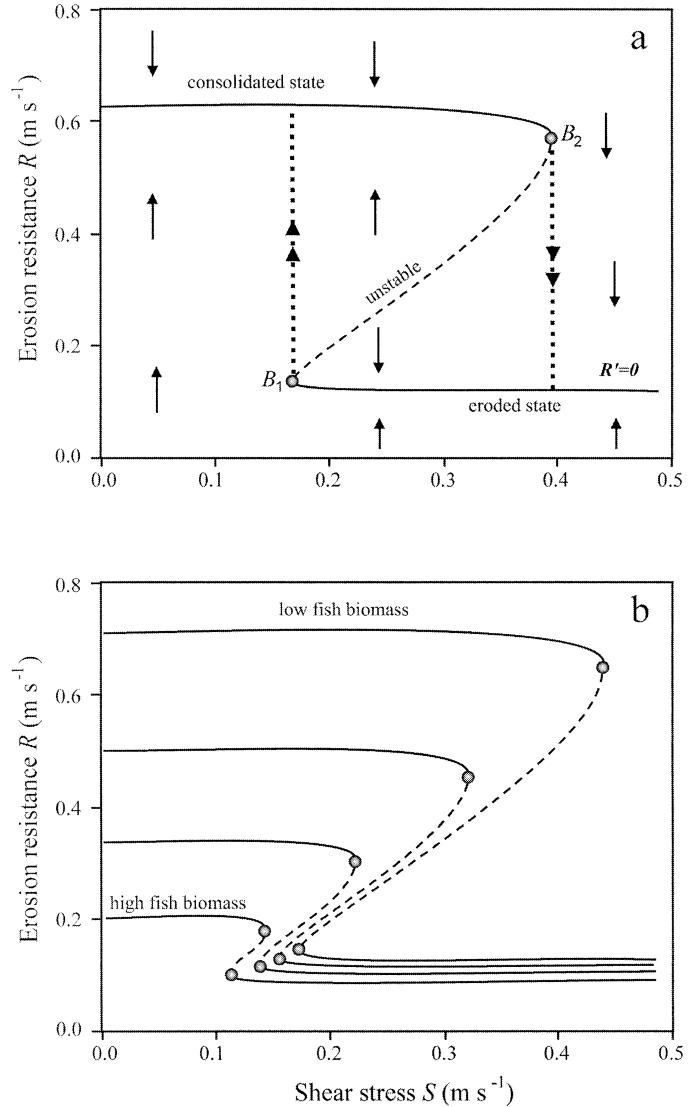 a
0.8
consolidated state
0.6
B2
Erosion resistance R (m s-1)
0.4
unstable
0.2
B1
R'=0
eroded state
0.0
0.0 0.1 0.2 0.3 0.4 0.5
b
0.8
low fish biomass
0.6
Erosion resistance R (m s-1)
0.4
high fish biomass
0.2
0.0
0.0 0.1 0.2 0.3 0.4 0.5
Shear stress S (m s-1)